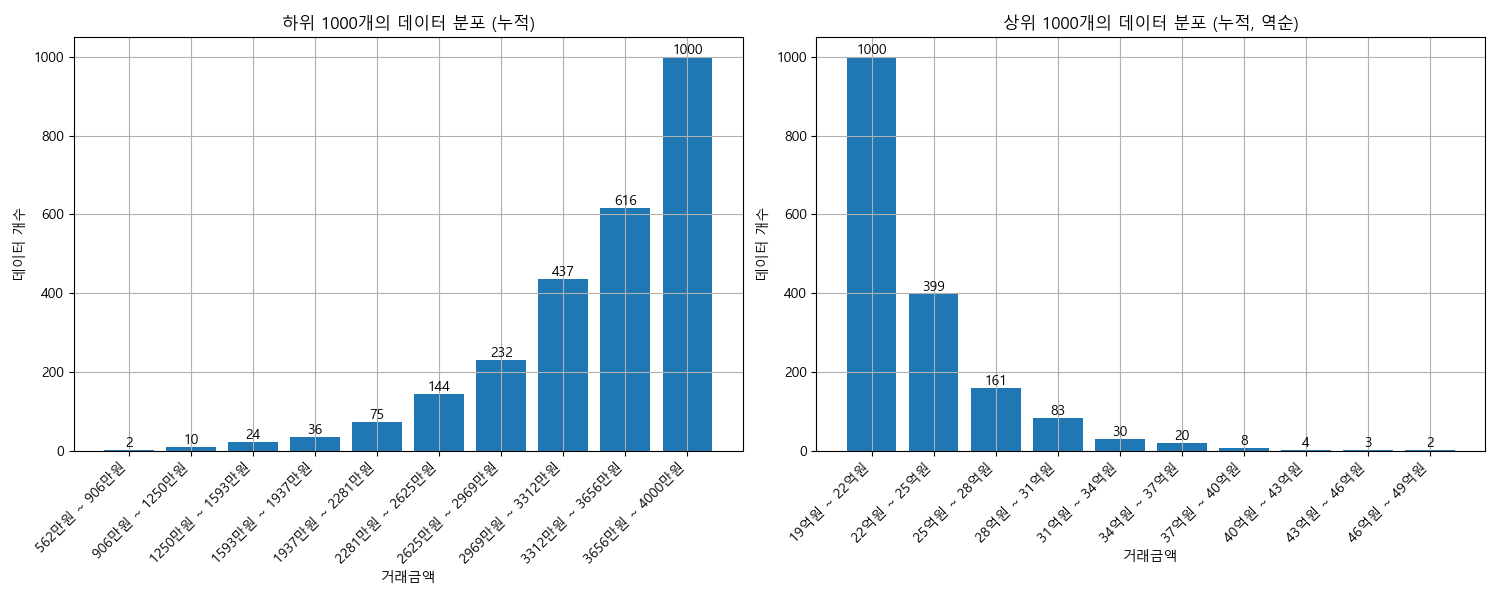 하위 1000개의 데이터 분포 (누적)
데이터 개수
1000
800
600
400
200
0
2
10
24
36
75
144
232
437
616
1000
562만원 ~ 906만원
906만원 ~ 1250만원
1250만원 ~ 1593만원
1593만원 ~ 1937만원
1937만원 ~ 2281만원
2281만원 ~ 2625만원
2625만원 ~ 2969만원
2969만원 ~ 3312만원
3312만원 ~ 3656만원
3656만원 ~ 4000만원
거래금액
상위 1000개의 데이터 분포 (누적, 역순)
데이터 개수
1000
800
600
400
200
0
1000
399
161
83
30
20
8
4
3
2
19억원 ~ 22억원
22억원 ~ 25억원
25억원 ~ 28억원
28억원 ~ 31억원
31억원 ~ 34억원
34억원 ~ 37억원
37억원 ~ 40억원
40억원 ~ 43억원
43억원 ~ 46억원
46억원 ~ 49억원
거래금액